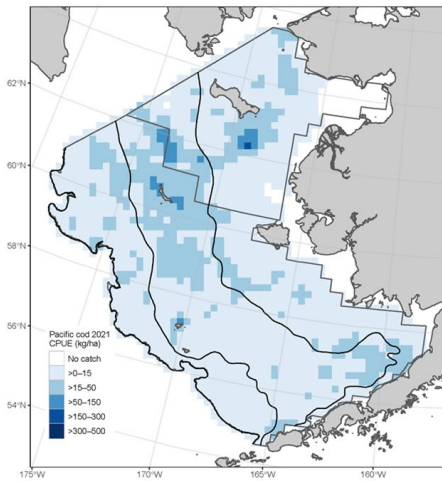 62°N
60°N
58°N
56°N
54°N
Pacific cod 2021
CPUE (kg/ha)
No catch
>0–15
>15–50
>50–150
>150–300
>300–500
175°W
170°W
165°W
160°W